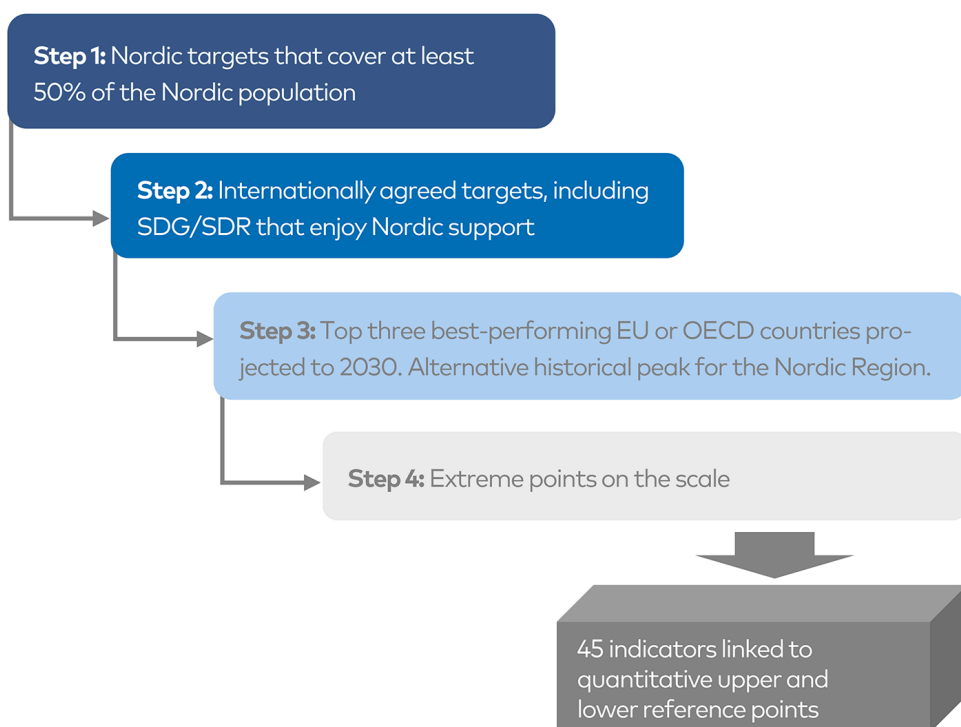 Step 1: Nordic targets that cover at least
50% of the Nordic population
Step 2: Internationally agreed targets, including
SDG/SDR that enjoy Nordic support
Step 3: Top three best-performing EU or OECD countries pro-
jected to 2030. Alternative historical peak for the Nordic Region.
Step 4: Extreme points on the scale
45 indicators linked to
quantitative upper and
lower reference points